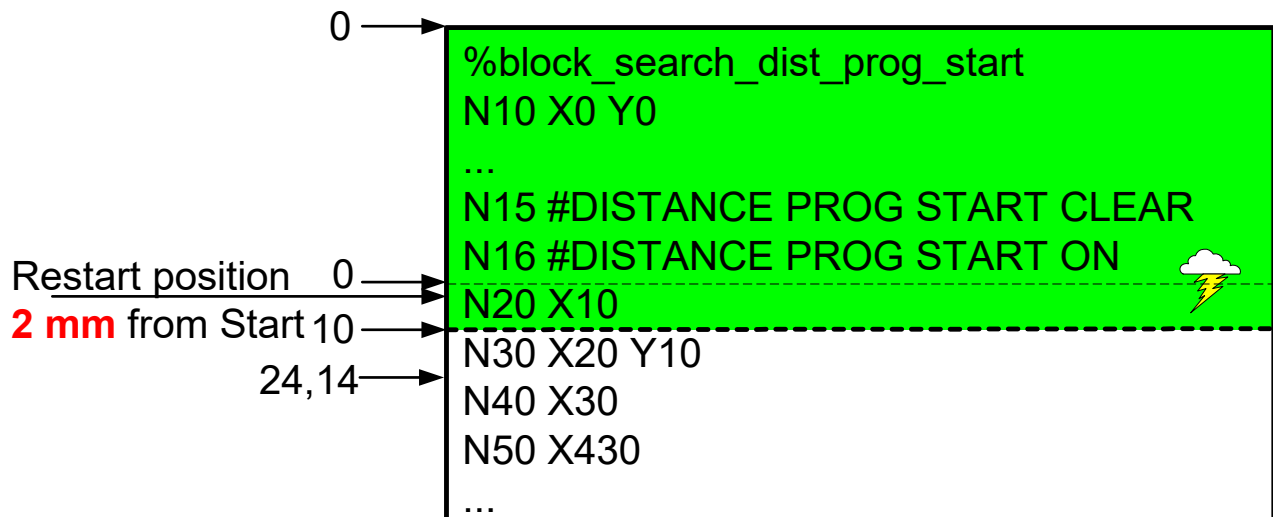 0
%block_search_dist_prog_start
N10 X0 Y0
...
N15 #DISTANCE PROG START CLEAR
N16 #DISTANCE PROG START ON
Restart position 0
N20 X10
2 mm from Start 10
N30 X20 Y10
24,14
N40 X30
N50 X430
...